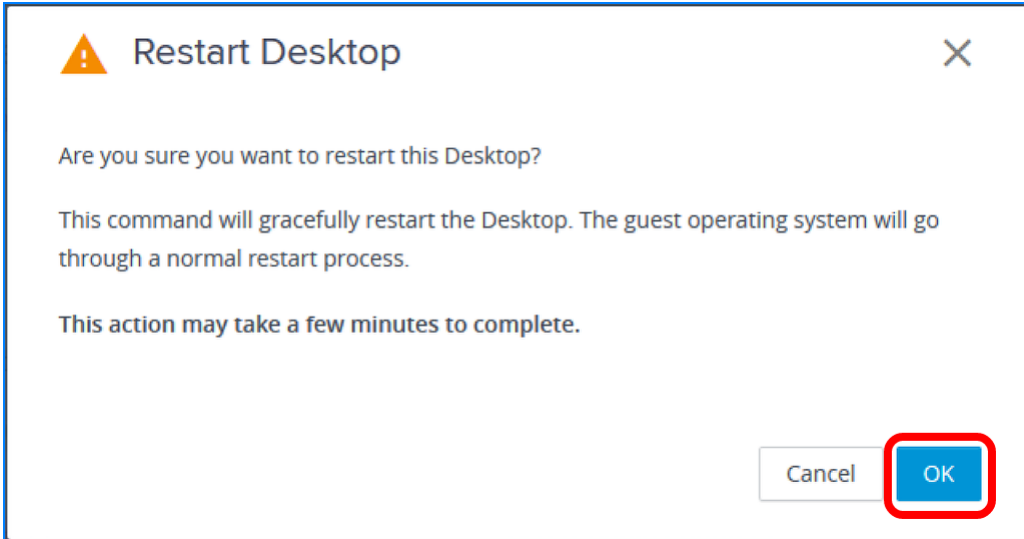 Restart Desktop
Are you sure you want to restart this Desktop?
This command will gracefully restart the Desktop. The guest operating system will go
through a normal restart process.
This action may take a few minutes to complete.
Cancel
OK